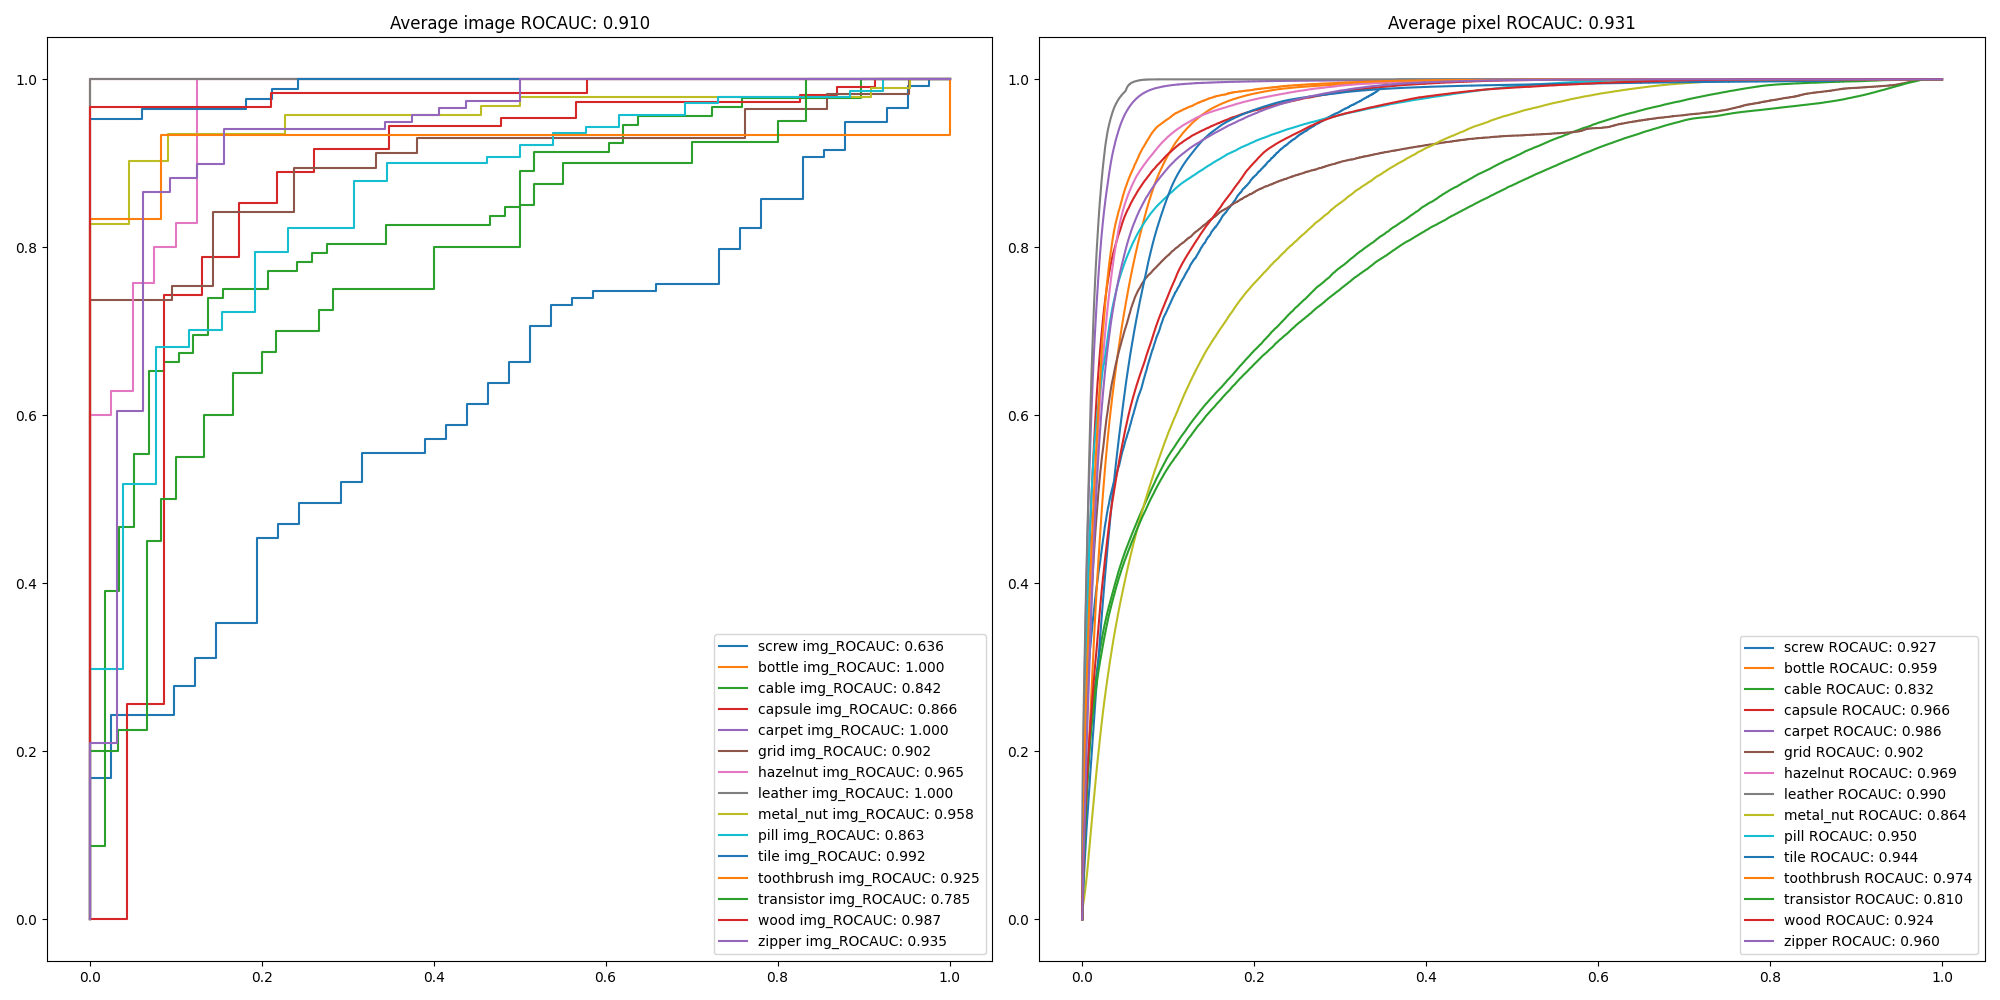 Average image ROCAUC: 0.910
1.0
0.8
0.6
0.4
0.2
0.0
0.0 0.2 0.4 0.6 0.8 1.0
screw img_ROCAUC: 0.636
bottle img_ROCAUC: 1.000
cable img_ROCAUC: 0.842
capsule img_ROCAUC: 0.866
carpet img_ROCAUC: 1.000
grid img_ROCAUC: 0.902
hazelnut img_ROCAUC: 0.965
leather img_ROCAUC: 1.000
metal_nut img_ROCAUC: 0.958
pill img_ROCAUC: 0.863
tile img_ROCAUC: 0.992
toothbrush img_ROCAUC: 0.925
transistor img_ROCAUC: 0.785
wood img_ROCAUC: 0.987
zipper img_ROCAUC: 0.935
Average pixel ROCAUC: 0.931
1.0
0.8
0.6
0.4
0.2
0.0
0.0 0.2 0.4 0.6 0.8 1.0
screw ROCAUC: 0.927
bottle ROCAUC: 0.959
cable ROCAUC: 0.832
capsule ROCAUC: 0.966
carpet ROCAUC: 0.986
grid ROCAUC: 0.902
hazelnut ROCAUC: 0.969
leather ROCAUC: 0.990
metal_nut ROCAUC: 0.864
pill ROCAUC: 0.950
tile ROCAUC: 0.944
toothbrush ROCAUC: 0.974
transistor ROCAUC: 0.810
wood ROCAUC: 0.924
zipper ROCAUC: 0.960